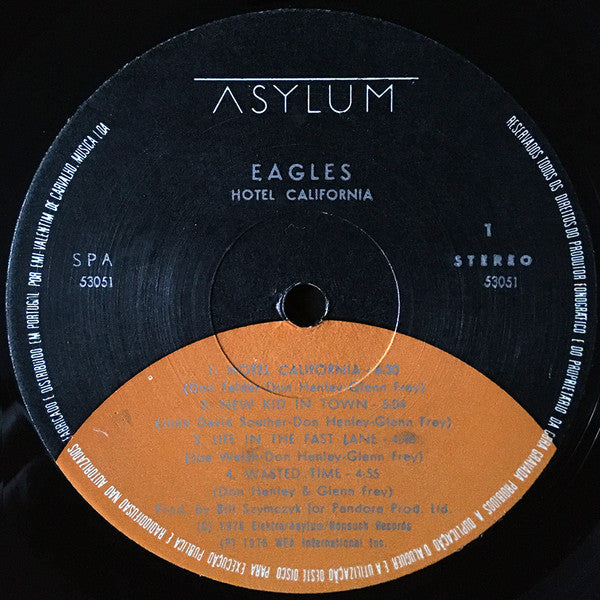 ASYLUM
EAGLES
HOTEL CALIFORNIA
1
SPA
53051
STEREO
53051
1. HOTEL CALIFORNIA - 6:30
(Don Felder-Don Henley-Glenn Frey)
2. NEW KID IN TOWN - 5:04
(John David Souther-Don Henley-Glenn Frey)
3. LIFE IN THE FAST LANE -
(Joe Walsh-Don Henley-Glenn Frey)
4. WASTED TIME - 4:55
(Don Henley & Glenn Frey)
Prod. by Bill Szymczyk for Pandora Prod. Ltd.
(C) 1976 Elektra/Asylum/Nonsuch Records
(P) 1976 WEA International Inc.
FABRICADO E DISTRIBUIDO EM PORTUGAL POR EMI-VALENTIM DE CARVALHO, MUSICA LDA
RESERVADOS TODOS OS DIREITOS DO PRODUTOR FONOGRÁFICO E DO PROPRIETÁRIO DA OBRA GRAVADA PROIBIDOS A DUPLICAÇÃO O ALUGUER E A UTILIZAÇÃO DESTE DISCO PARA EXECUÇÃO PÚBLICA E RADIODIFUSÃO NÃO AUTORIZADOS